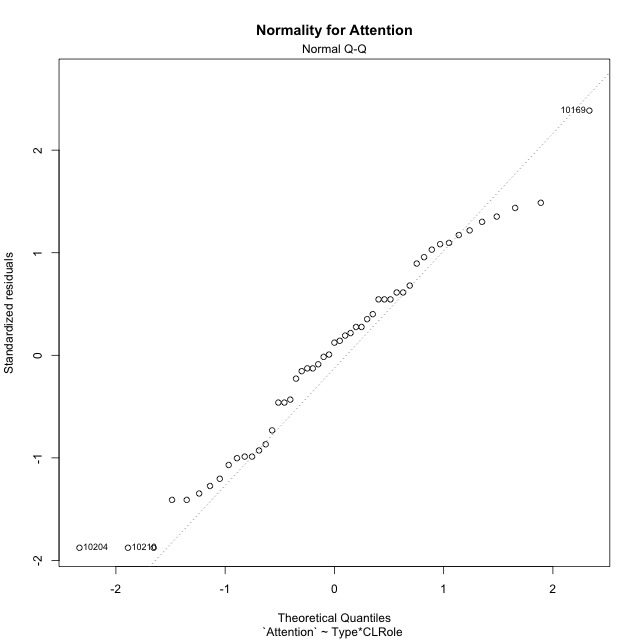 Normality for Attention
Normal Q-Q
Standardized residuals
2
1
0
-1
-2
10169
10204
10210
-2
-1
0
1
2
Theoretical Quantiles
`Attention` ~ Type*CLRole